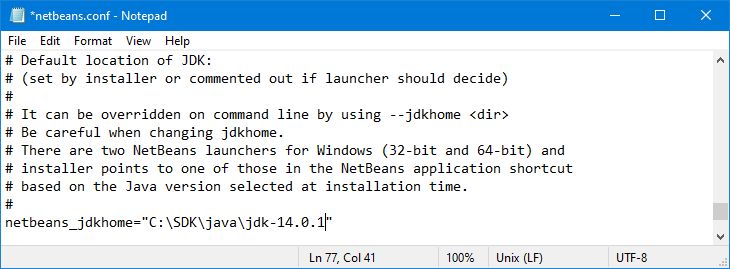 *netbeans.conf - Notepad
File Edit Format View Help
# Default location of JDK:
# (set by installer or commented out if launcher should decide)
#
# It can be overridden on command line by using --jdkhome <dir>
# Be careful when changing jdkhome.
# There are two NetBeans launchers for Windows (32-bit and 64-bit) and
# installer points to one of those in the NetBeans application shortcut
# based on the Java version selected at installation time.
#
netbeans_jdkhome="C:\SDK\java\jdk-14.0.1"
Ln 77, Col 41 100% Unix (LF) UTF-8